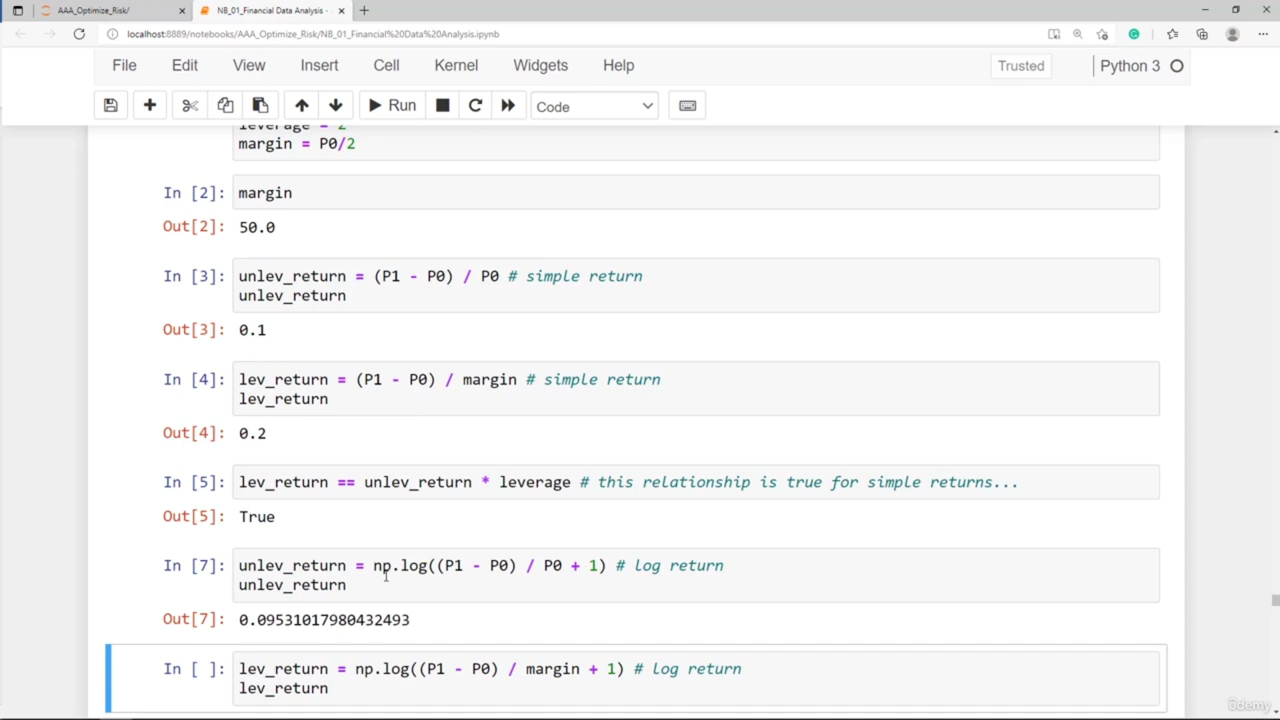 AAA_Optimize_Risk/
NB_01_Financial Data Analysis -
localhost:8889/notebooks/AAA_Optimize_Risk/NB_01_Financial%20Data%20Analysis.ipynb
File Edit View Insert Cell Kernel Widgets Help Trusted Python 3
Run Code
leverage = 2
margin = P0/2
In [2]: margin
Out[2]: 50.0
In [3]: unlev_return = (P1 - P0) / P0 # simple return
unlev_return
Out[3]: 0.1
In [4]: lev_return = (P1 - P0) / margin # simple return
lev_return
Out[4]: 0.2
In [5]: lev_return == unlev_return * leverage # this relationship is true for simple returns...
Out[5]: True
In [7]: unlev_return = np.log((P1 - P0) / P0 + 1) # log return
unlev_return
Out[7]: 0.09531017980432493
In [ ]: lev_return = np.log((P1 - P0) / margin + 1) # log return
lev_return
ûdemy